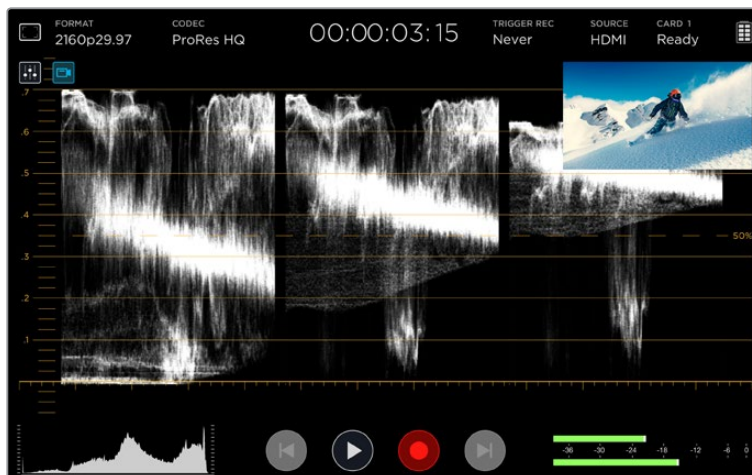 FORMAT
2160p29.97
CODEC
ProRes HQ
00:00:03:15
TRIGGER REC
Never
SOURCE
HDMI
CARD 1
Ready
.7
.6
.5
.4
50%
.3
.2
.1
-36 -30 -24 -18 -12 -6 0